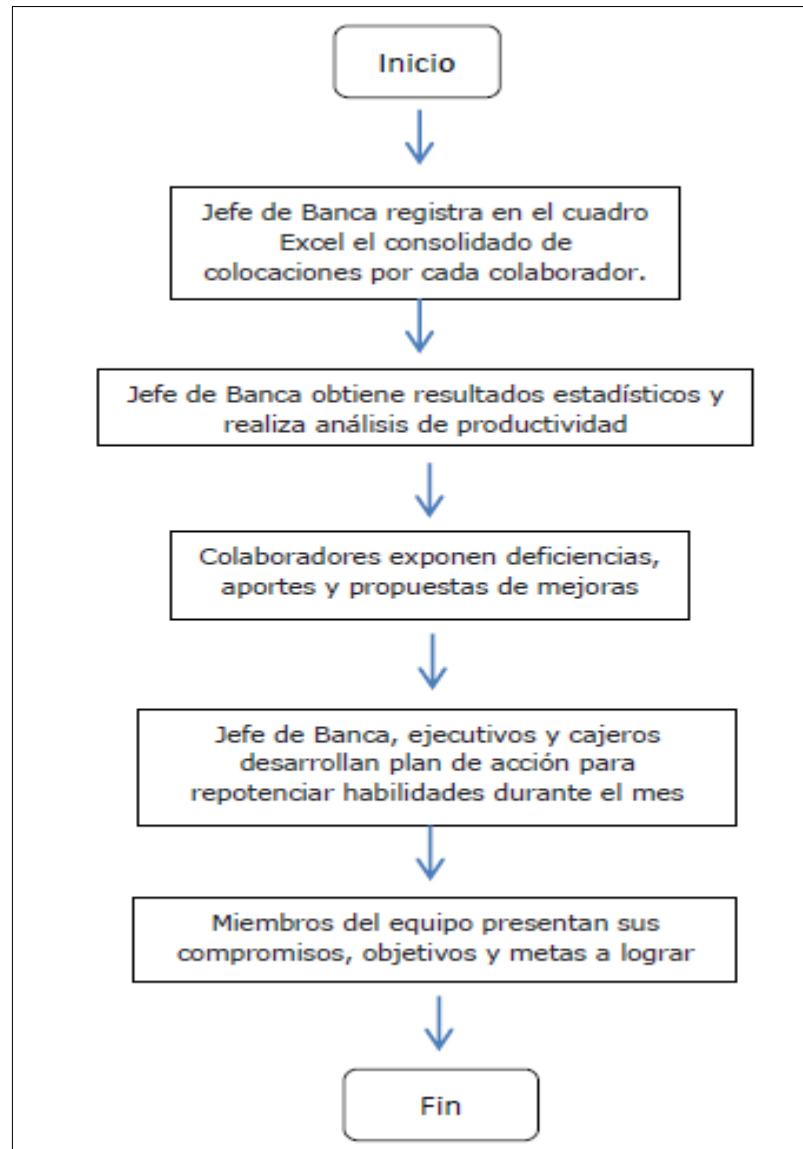 Inicio
Jefe de Banca registra en el cuadro
Excel el consolidado de
colocaciones por cada colaborador.
Jefe de Banca obtiene resultados estadísticos y
realiza análisis de productividad
Colaboradores exponen deficiencias,
aportes y propuestas de mejoras
Jefe de Banca, ejecutivos y cajeros
desarrollan plan de acción para
repotenciar habilidades durante el mes
Miembros del equipo presentan sus
compromisos, objetivos y metas a lograr
Fin